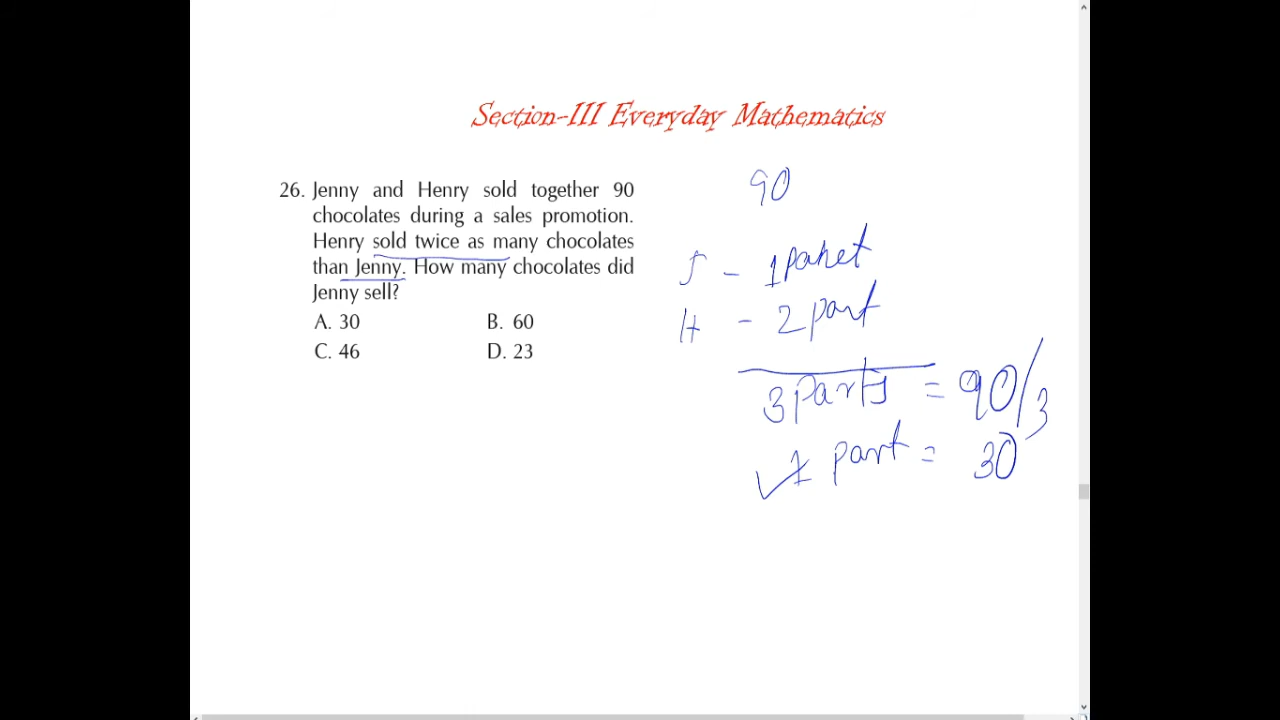 Section-III Everyday Mathematics
26. Jenny and Henry sold together 90
chocolates during a sales promotion.
Henry sold twice as many chocolates
than Jenny. How many chocolates did
Jenny sell?
A. 30 B. 60
C. 46 D. 23
90
J - 1
H - 2 part
3 parts = 90/3
1 part = 30